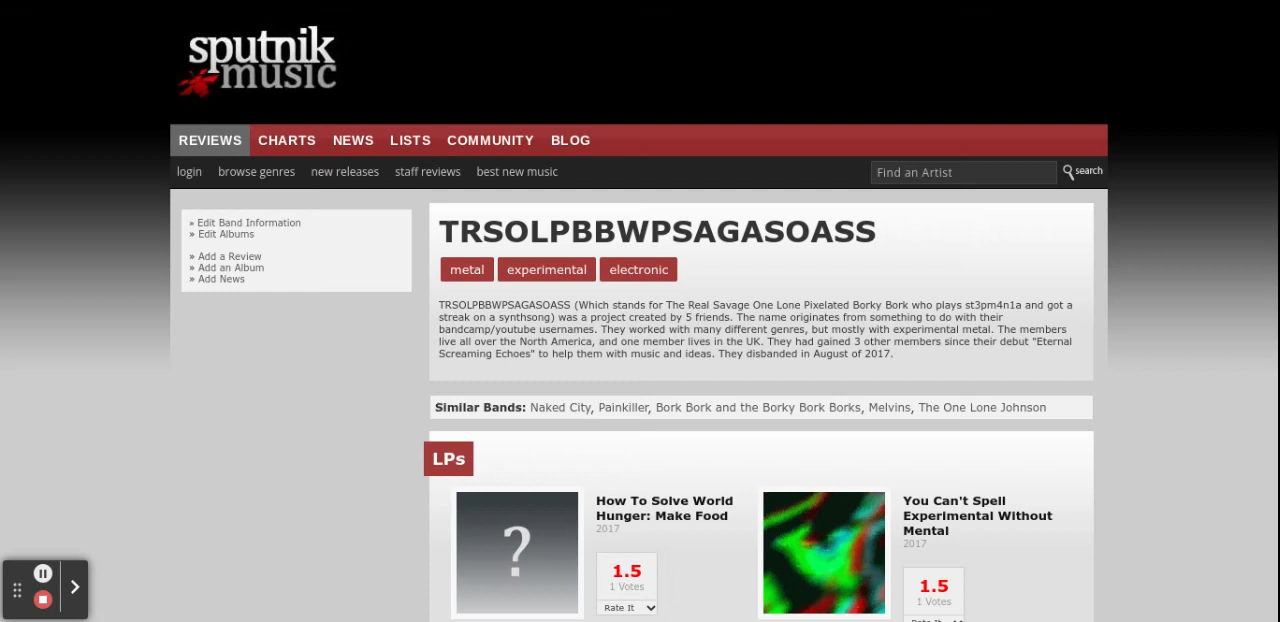 sputnik
music
REVIEWS CHARTS NEWS LISTS COMMUNITY BLOG
login browse genres new releases staff reviews best new music Find an Artist search
» Edit Band Information
» Edit Albums
» Add a Review
» Add an Album
» Add News
TRSOLPBBWPSAGASOASS
metal experimental electronic
TRSOLPBBWPSAGASOASS (Which stands for The Real Savage One Lone Pixelated Borky Bork who plays st3pm4n1a and got a
streak on a synthsong) was a project created by 5 friends. The name originates from something to do with their
bandcamp/youtube usernames. They worked with many different genres, but mostly with experimental metal. The members
live all over the North America, and one member lives in the UK. They had gained 3 other members since their debut "Eternal
Screaming Echoes" to help them with music and ideas. They disbanded in August of 2017.
Similar Bands: Naked City, Painkiller, Bork Bork and the Borky Bork Borks, Melvins, The One Lone Johnson
LPs
?
How To Solve World
Hunger: Make Food
2017
1.5
1 Votes
Rate It
You Can't Spell
Experimental Without
Mental
2017
1.5
1 Votes
Rate It